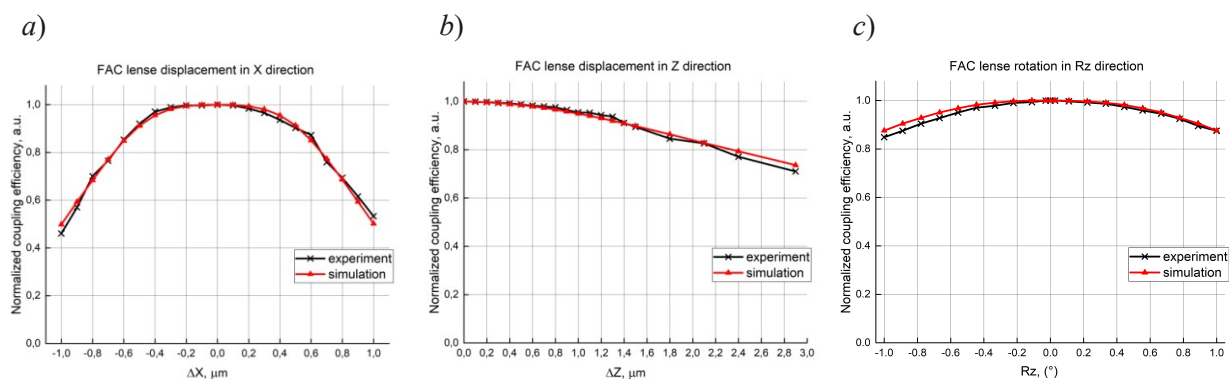 a)
FAC lense displacement in X direction
Normalized coupling efficiency, a.u.
1,0
0,8
0,6
0,4
0,2
0,0
experiment
simulation
-1,0 -0,8 -0,6 -0,4 -0,2 0,0 0,2 0,4 0,6 0,8 1,0
ΔX, μm
b)
FAC lense displacement in Z direction
Normalized coupling efficiency, a.u.
1,0
0,8
0,6
0,4
0,2
0,0
experiment
simulation
0,0 0,2 0,4 0,6 0,8 1,0 1,2 1,4 1,6 1,8 2,0 2,2 2,4 2,6 2,8 3,0
ΔZ, μm
c)
FAC lense rotation in Rz direction
Normalized coupling efficiency, a.u.
1,0
0,8
0,6
0,4
0,2
0,0
experiment
simulation
-1.0 -0.8 -0.6 -0.4 -0.2 0.0 0.2 0.4 0.6 0.8 1.0
Rz, (°)